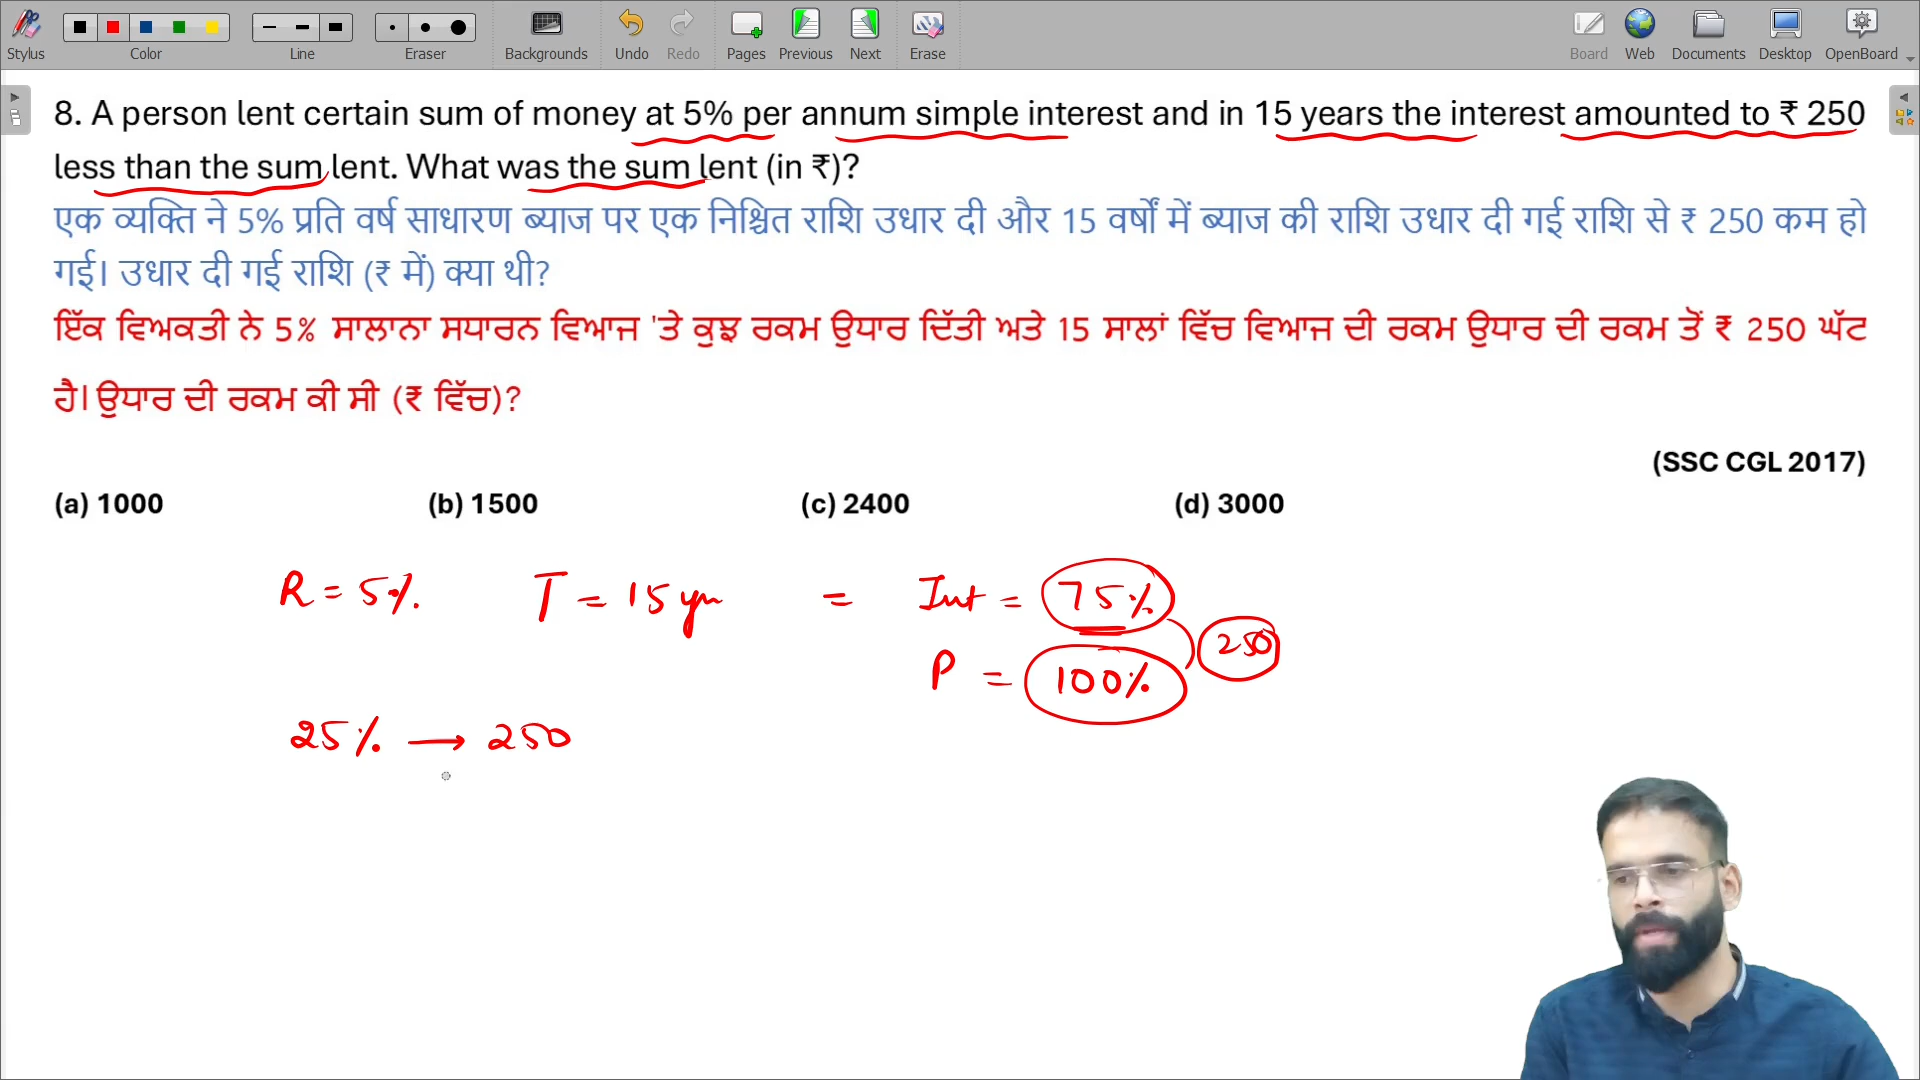 Stylus Color Line Eraser Backgrounds Undo Redo Pages Previous Next Erase Board Web Documents Desktop OpenBoard
8. A person lent certain sum of money at 5% per annum simple interest and in 15 years the interest amounted to ₹ 250
less than the sum lent. What was the sum lent (in ₹)?
एक व्यक्ति ने 5% प्रति वर्ष साधारण ब्याज पर एक निश्चित राशि उधार दी और 15 वर्षों में ब्याज की राशि उधार दी गई राशि से ₹ 250 कम हो
गई। उधार दी गई राशि (₹ में) क्या थी?
ਇੱਕ ਵਿਅਕਤੀ ਨੇ 5% ਸਾਲਾਨਾ ਸਧਾਰਨ ਵਿਆਜ 'ਤੇ ਕੁਝ ਰਕਮ ਉਧਾਰ ਦਿੱਤੀ ਅਤੇ 15 ਸਾਲਾਂ ਵਿੱਚ ਵਿਆਜ ਦੀ ਰਕਮ ਉਧਾਰ ਦੀ ਰਕਮ ਤੋਂ ₹ 250 ਘੱਟ
ਹੈ। ਉਧਾਰ ਦੀ ਰਕਮ ਕੀ ਸੀ (₹ ਵਿੱਚ)?
(SSC CGL 2017)
(a) 1000 (b) 1500 (c) 2400 (d) 3000
R = 5% T = 15 yr = Int = 75%
250
P = 100%
25% → 250